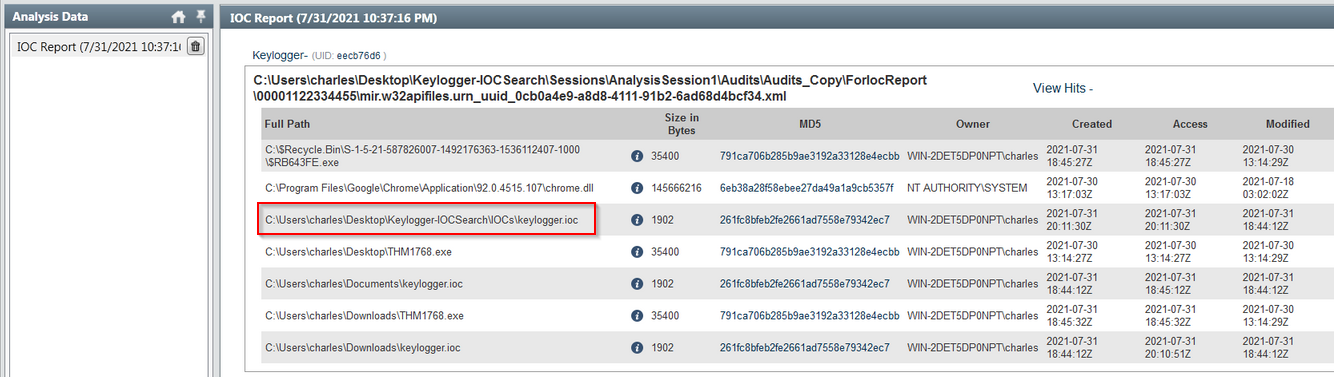 Analysis Data
IOC Report (7/31/2021 10:37:16 PM)
IOC Report (7/31/2021 10:37:1
Keylogger- (UID: eecb76d6 )
C:\Users\charles\Desktop\Keylogger-IOCSearch\Sessions\AnalysisSession1\Audits\Audits_Copy\ForIocReport
\00001122334455\mir.w32apifiles.urn_uuid_0cb0a4e9-a8d8-4111-91b2-6ad68d4bcf34.xml
View Hits -
Full Path Size in Bytes MD5 Owner Created Access Modified
C:\$Recycle.Bin\S-1-5-21-587826007-1492176363-1536112407-1000
\$RB643FE.exe
35400 791ca706b285b9ae3192a33128e4ecbb WIN-2DET5DP0NPT\charles
2021-07-31 2021-07-31 2021-07-30
18:45:27Z 18:45:27Z 13:14:29Z
C:\Program Files\Google\Chrome\Application\92.0.4515.107\chrome.dll 145666216 6eb38a28f58ebee27da49a1a9cb5357f NT AUTHORITY\SYSTEM
2021-07-30 2021-07-30 2021-07-18
13:17:03Z 13:17:03Z 03:02:02Z
C:\Users\charles\Desktop\Keylogger-IOCSearch\IOCs\keylogger.ioc 1902 261fc8bfeb2fe2661ad7558e79342ec7 WIN-2DET5DP0NPT\charles
2021-07-31 2021-07-31 2021-07-31
20:11:30Z 20:11:30Z 18:44:12Z
C:\Users\charles\Desktop\THM1768.exe 35400 791ca706b285b9ae3192a33128e4ecbb WIN-2DET5DP0NPT\charles
2021-07-30 2021-07-30 2021-07-30
13:14:27Z 13:14:27Z 13:14:29Z
C:\Users\charles\Documents\keylogger.ioc 1902 261fc8bfeb2fe2661ad7558e79342ec7 WIN-2DET5DP0NPT\charles
2021-07-31 2021-07-31 2021-07-31
18:44:12Z 18:44:12Z 18:44:12Z
C:\Users\charles\Downloads\THM1768.exe 35400 791ca706b285b9ae3192a33128e4ecbb WIN-2DET5DP0NPT\charles
2021-07-31 2021-07-31 2021-07-30
18:45:32Z 18:45:32Z 13:14:29Z
C:\Users\charles\Downloads\keylogger.ioc 1902 261fc8bfeb2fe2661ad7558e79342ec7 WIN-2DET5DP0NPT\charles
2021-07-31 2021-07-31 2021-07-31
18:44:12Z 20:10:51Z 18:44:12Z